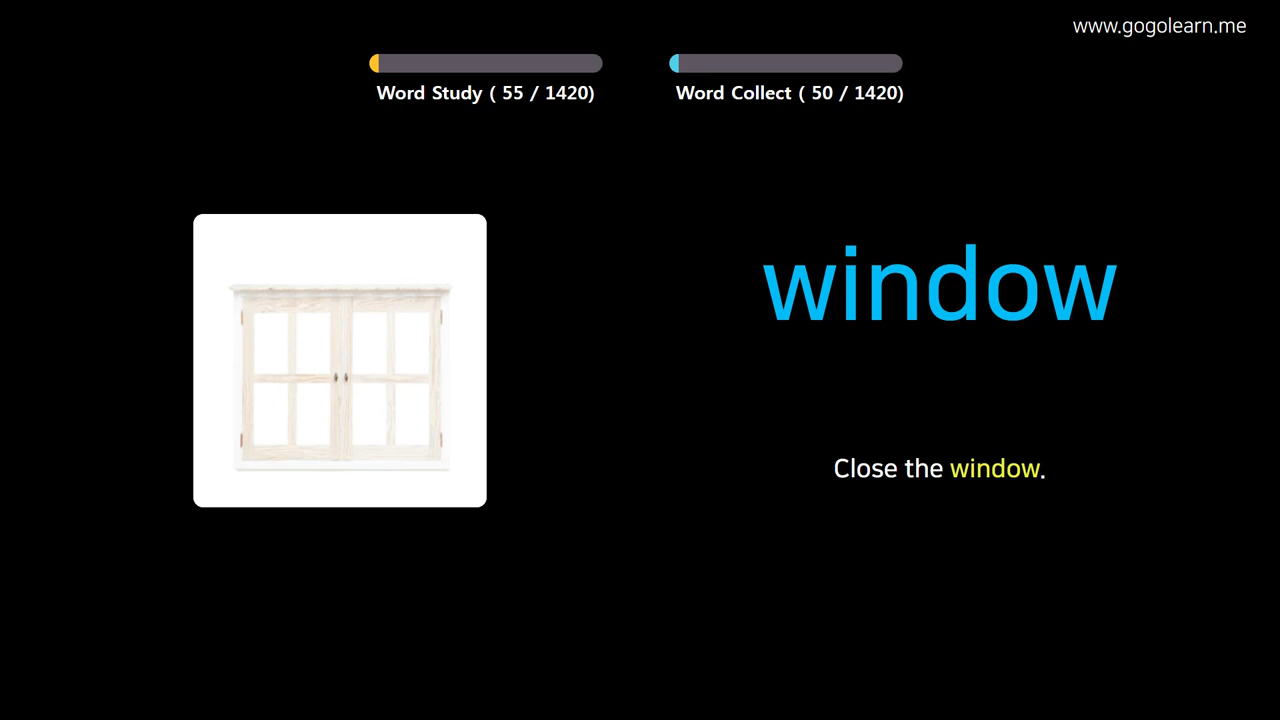 www.gogolearn.me
Word Study ( 55 / 1420)
Word Collect ( 50 / 1420)
window
Close the window.